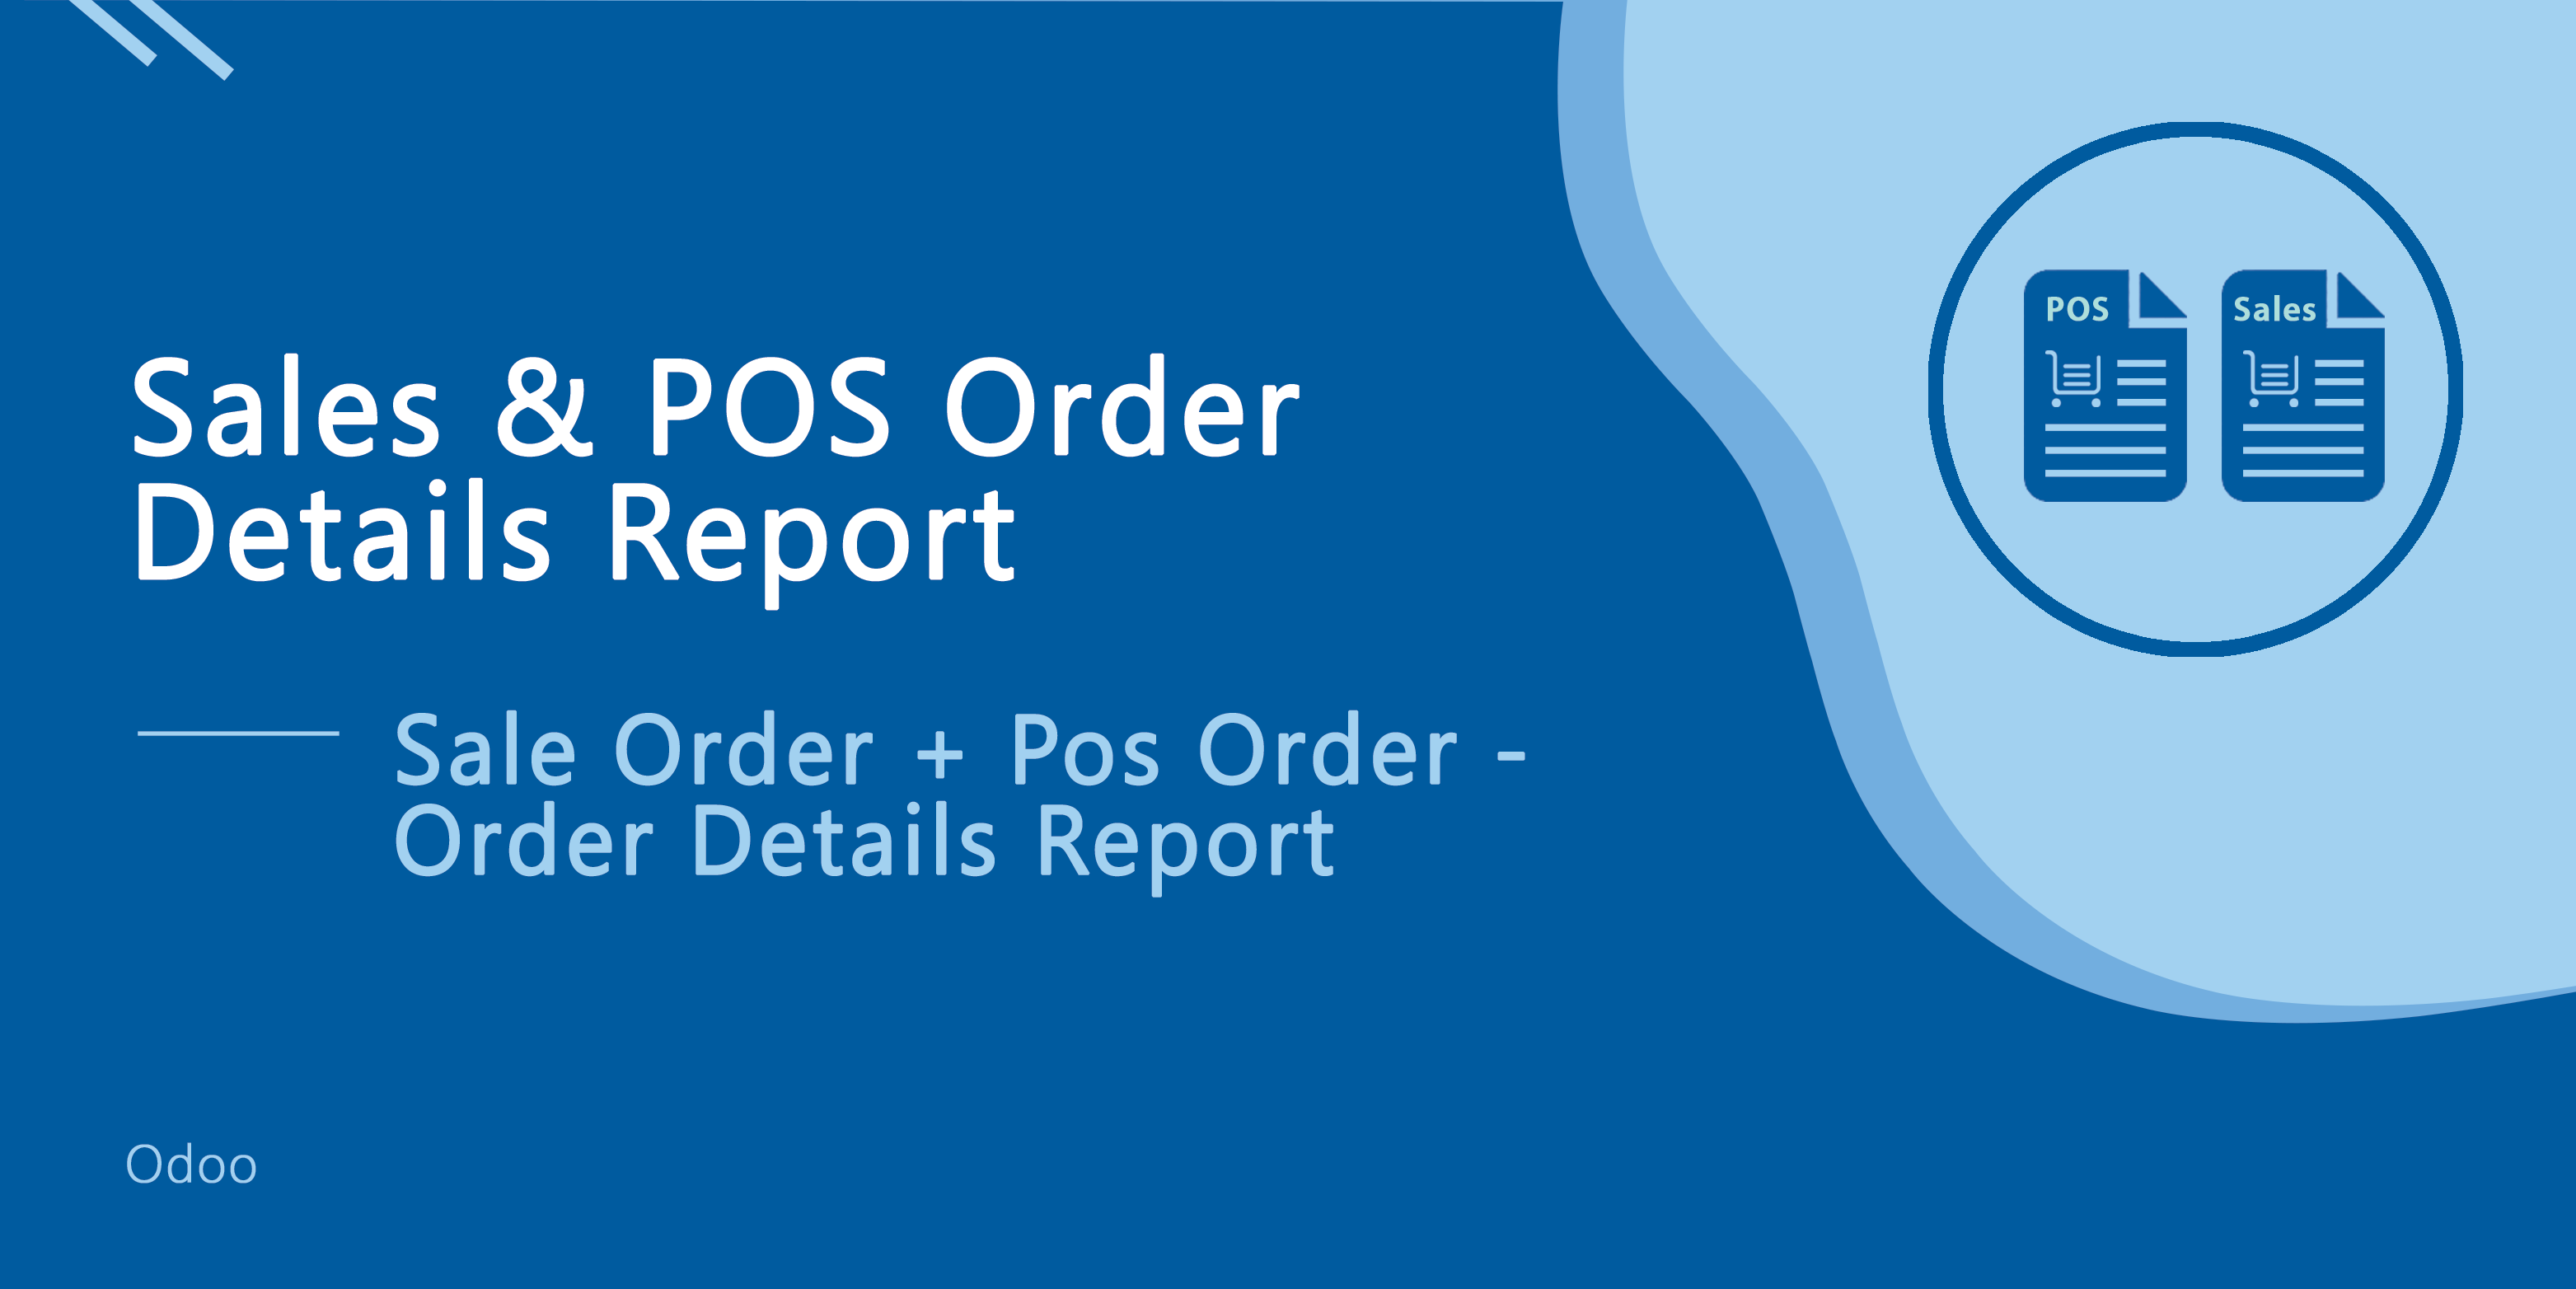 Sales & POS Order
Details Report
Sale Order + Pos Order -
Order Details Report
POS
Sales
Odoo